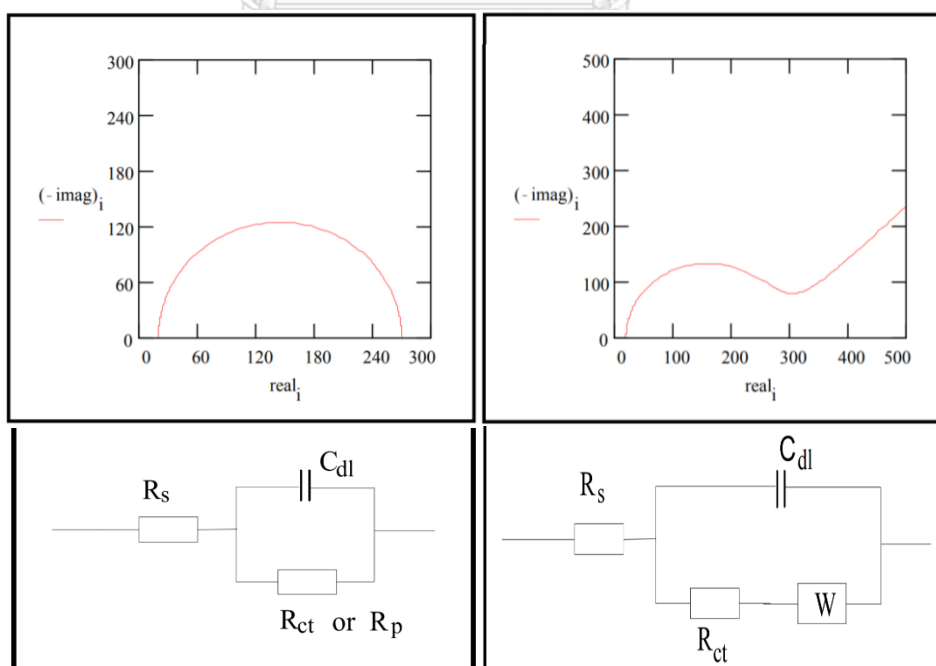 300
240
180
(- imag)i
120
60
0
0 60 120 180 240 300
reali
500
400
300
(- imag)i
200
100
0
0 100 200 300 400 500
reali
Rs
Cdl
Rct or Rp
Rs
Cdl
Rct
W